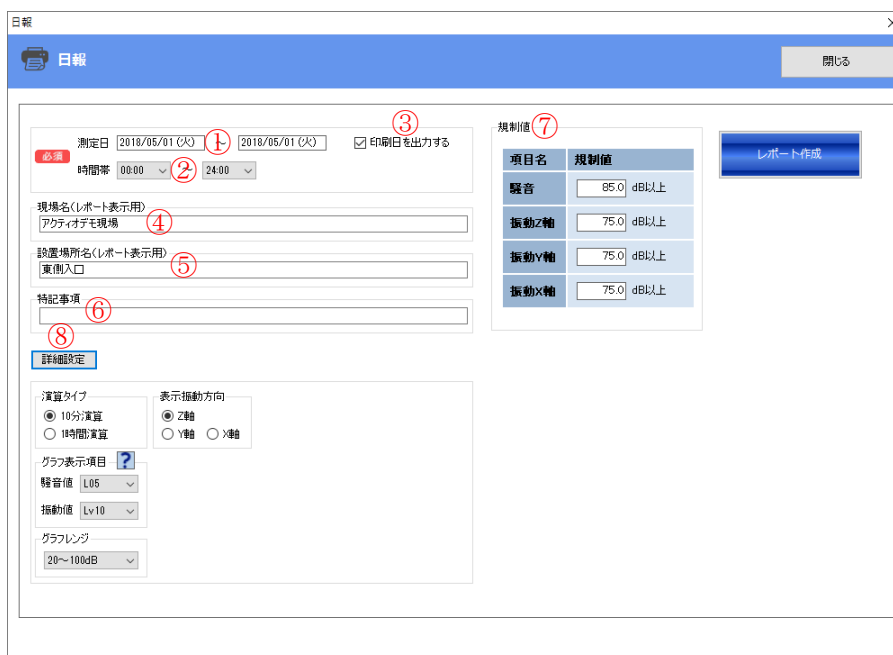 日報
日報
閉じる
③
必須
測定日 2018/05/01(火) ① ~ 2018/05/01(火) 印刷日を出力する
時間帯 00:00 ② ~ 24:00
現場名(レポート表示用)
アクティオデモ現場 ④
設置場所名(レポート表示用)
東側入口 ⑤
特記事項
⑥
⑧
詳細設定
演算タイプ
10分演算
1時間演算
表示振動方向
Z軸
Y軸 X軸
グラフ表示項目 ?
騒音値 L05
振動値 Lv10
グラフレンジ
20~100dB
規制値 ⑦
項目名 規制値
騒音 85.0 dB以上
振動Z軸 75.0 dB以上
振動Y軸 75.0 dB以上
振動X軸 75.0 dB以上
レポート作成